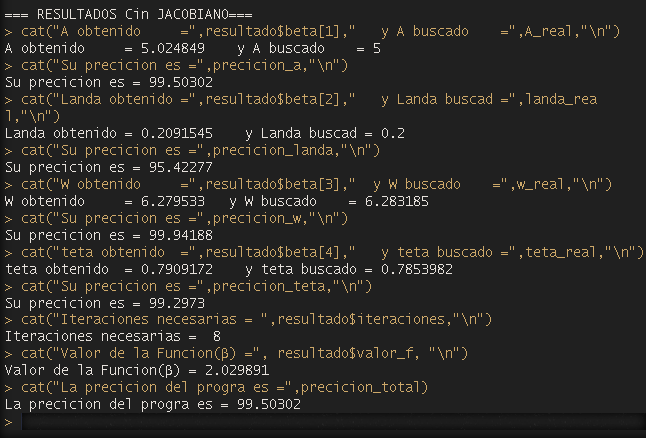 === RESULTADOS Cin JACOBIANO===
> cat("A obtenido     =",resultado$beta[1],"   y A buscado   =",A_real,"\n")
A obtenido     = 5.024849    y A buscado   = 5
> cat("Su precicion es =",precicion_a,"\n")
Su precicion es = 99.50302
> cat("Landa obtenido =",resultado$beta[2],"   y Landa buscad =",landa_rea
l,"\n")
Landa obtenido = 0.2091545    y Landa buscad = 0.2
> cat("Su precicion es =",precicion_landa,"\n")
Su precicion es = 95.42277
> cat("W obtenido     =",resultado$beta[3],"  y W buscado    =",w_real,"\n")
W obtenido     = 6.279533   y W buscado    = 6.283185
> cat("Su precicion es =",precicion_w,"\n")
Su precicion es = 99.94188
> cat("teta obtenido  =",resultado$beta[4],"   y teta buscado =",teta_real,"\n")
teta obtenido  = 0.7909172    y teta buscado = 0.7853982
> cat("Su precicion es =",precicion_teta,"\n")
Su precicion es = 99.2973
> cat("Iteraciones necesarias = ",resultado$iteraciones,"\n")
Iteraciones necesarias =  8
> cat("Valor de la Funcion(β) =", resultado$valor_f, "\n")
Valor de la Funcion(β) = 2.029891
> cat("La precicion del progra es =",precicion_total)
La precicion del progra es = 99.50302
>